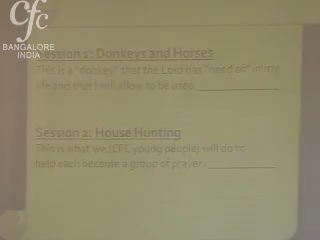 CFC
BANGALORE
INDIA
Session 1: Donkeys and Horses
This is a "donkey" that the Lord has "need of" in my
life and that I will allow to be used
Session 2: House Hunting
This is what we (CFC young people) will do to
help each become a group of prayer: